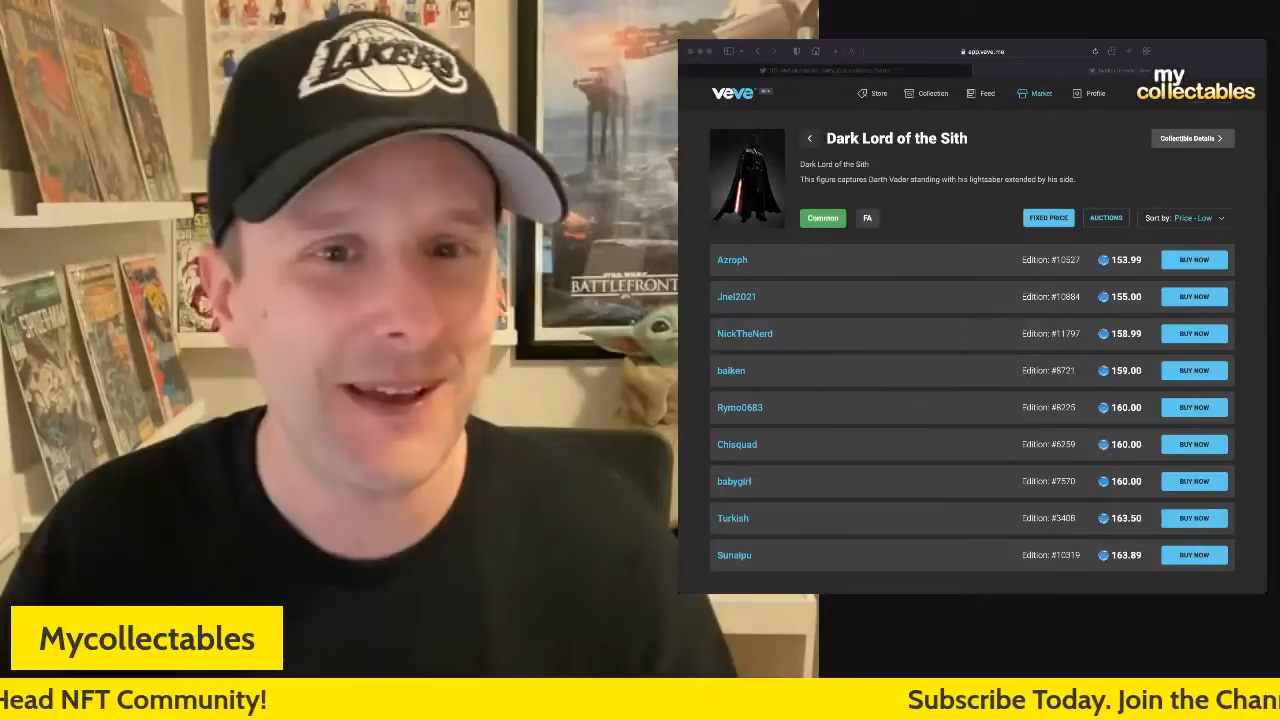 LAKERS
STAR WARS
BATTLEFRONT
app.veve.me
my
collectables
veve
Store
Collection
Feed
Market
Profile
Dark Lord of the Sith
Collectible Details
Dark Lord of the Sith
This figure captures Darth Vader standing with his lightsaber extended by his side.
Common
FA
FIXED PRICE
AUCTIONS
Sort by: Price - Low
Azroph Edition: #10527 153.99 BUY NOW
Jnel2021 Edition: #10884 155.00 BUY NOW
NickTheNerd Edition: #11797 158.99 BUY NOW
baiken Edition: #8721 159.00 BUY NOW
Rymo0683 Edition: #8225 160.00 BUY NOW
Chisquad Edition: #6259 160.00 BUY NOW
babygirl Edition: #7570 160.00 BUY NOW
Turkish Edition: #3408 163.50 BUY NOW
Sunaipu Edition: #10319 163.89 BUY NOW
Mycollectables
Head NFT Community!
Subscribe Today. Join the Chan